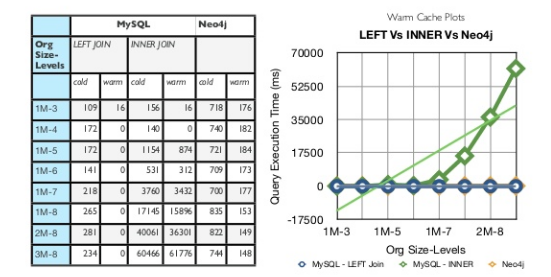 MySQL Neo4j
Org Size-Levels LEFT JOIN INNER JOIN
cold warm cold warm cold warm
1M-3 109 16 156 16 718 176
1M-4 172 0 140 0 740 182
1M-5 172 0 1154 874 721 184
1M-6 141 0 531 312 709 173
1M-7 218 0 3760 3432 700 177
1M-8 265 0 17145 15896 835 153
2M-8 281 0 40061 36301 822 149
3M-8 234 0 60466 61776 744 148
Warm Cache Plots
LEFT Vs INNER Vs Neo4j
Query Execution Time (ms)
70000
52500
35000
17500
0
-17500
1M-3 1M-5 1M-7 2M-8
Org Size-Levels
MySQL - LEFT Join MySQL - INNER Neo4j